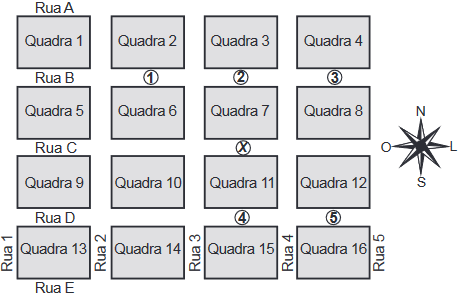 Rua A
Quadra 1 Quadra 2 Quadra 3 Quadra 4
Rua B 1 2 3
Quadra 5 Quadra 6 Quadra 7 Quadra 8
N
Rua C X O L
S
Quadra 9 Quadra 10 Quadra 11 Quadra 12
Rua D 4 5
Rua 1 Quadra 13 Rua 2 Quadra 14 Rua 3 Quadra 15 Rua 4 Quadra 16 Rua 5
Rua E